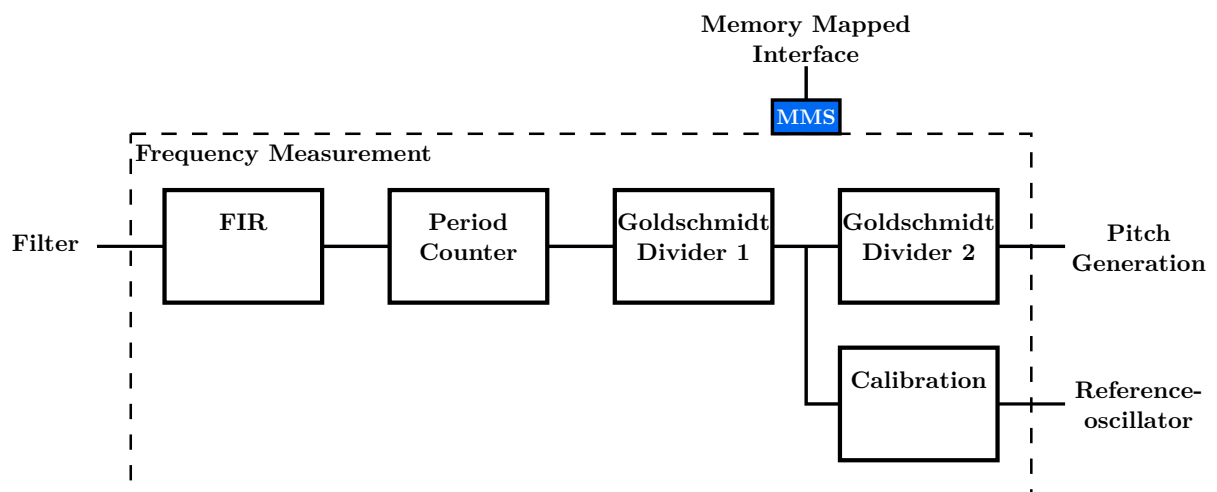 Memory Mapped
Interface
MMS
Frequency Measurement
Filter
FIR
Period
Counter
Goldschmidt
Divider 1
Goldschmidt
Divider 2
Pitch
Generation
Calibration
Reference-
oscillator